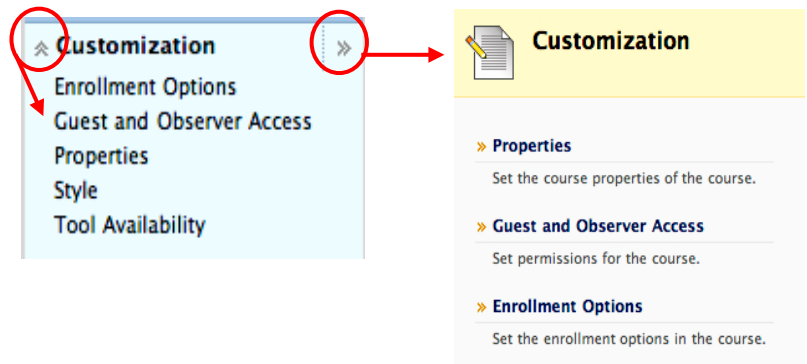 Customization
Enrollment Options
Guest and Observer Access
Properties
Style
Tool Availability
Customization
Properties
Set the course properties of the course.
Guest and Observer Access
Set permissions for the course.
Enrollment Options
Set the enrollment options in the course.